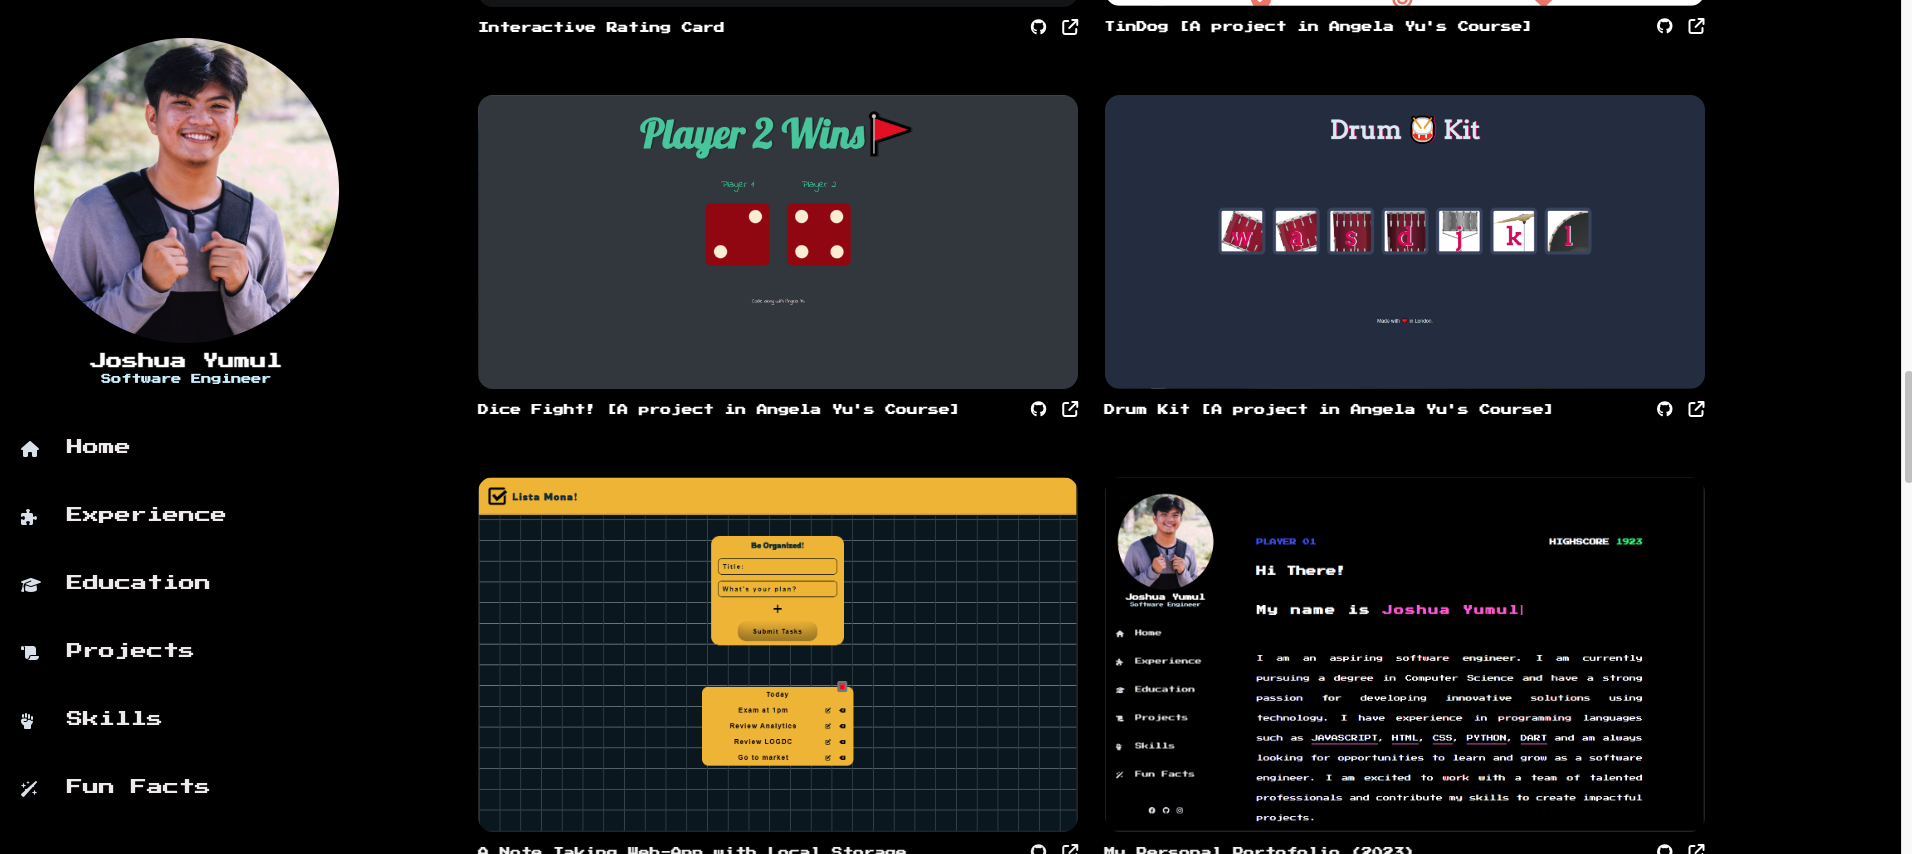 Joshua Yumul
Software Engineer
Home
Experience
Education
Projects
Skills
Fun Facts
Interactive Rating Card
TinDog [A project in Angela Yu's Course]
Player 2 Wins
Player 1
Player 2
Code along with Angela Yu
Dice Fight! [A project in Angela Yu's Course]
Drum Kit
w
a
s
d
j
k
l
Made with in London.
Drum Kit [A project in Angela Yu's Course]
Lista Mona!
Be Organized!
Title:
What's your plan?
+
Submit Tasks
Today
Exam at 1pm
Review Analytics
Review LOGDC
Go to market
A Note Taking Web-App with Local Storage
Joshua Yumul
Software Engineer
Home
Experience
Education
Projects
Skills
Fun Facts
PLAYER 01
HIGHSCORE 1923
Hi There!
My name is Joshua Yumul|
I am an aspiring software engineer. I am currently
pursuing a degree in Computer Science and have a strong
passion for developing innovative solutions using
technology. I have experience in programming languages
such as JAVASCRIPT, HTML, CSS, PYTHON, DART and am always
looking for opportunities to learn and grow as a software
engineer. I am excited to work with a team of talented
professionals and contribute my skills to create impactful
projects.
My Personal Portofolio (2023)